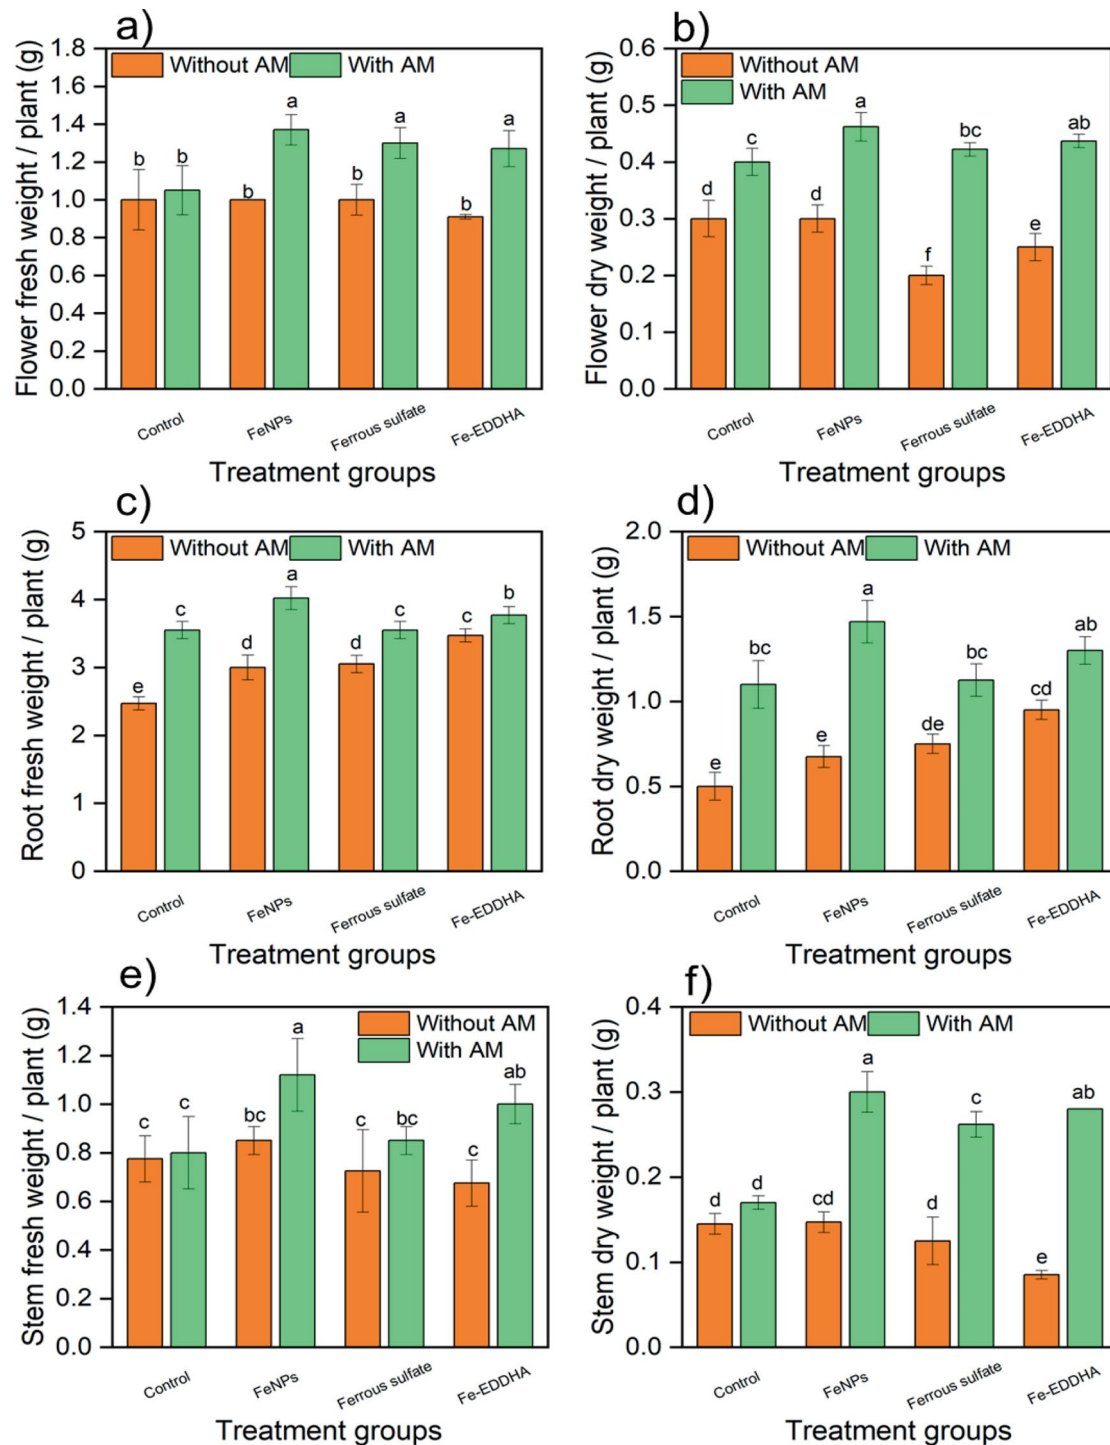 a)
Flower fresh weight / plant (g)
1.8
1.6
1.4
1.2
1.0
0.8
0.6
0.4
0.2
0.0
Without AM With AM
b b b a b a b a
Control FeNPs Ferrous sulfate Fe-EDDHA
Treatment groups
b)
Flower dry weight / plant (g)
0.6
0.5
0.4
0.3
0.2
0.1
0.0
Without AM
With AM
d c d a f bc e ab
Control FeNPs Ferrous sulfate Fe-EDDHA
Treatment groups
c)
Root fresh weight / plant (g)
5
4
3
2
1
0
Without AM With AM
e c d a d c c b
Control FeNPs Ferrous sulfate Fe-EDDHA
Treatment groups
d)
Root dry weight / plant (g)
2.0
1.5
1.0
0.5
0.0
Without AM With AM
e bc e a de bc cd ab
Control FeNPs Ferrous sulfate Fe-EDDHA
Treatment groups
e)
Stem fresh weight / plant (g)
1.4
1.2
1.0
0.8
0.6
0.4
0.2
0.0
Without AM
With AM
c c bc a c bc c ab
Control FeNPs Ferrous sulfate Fe-EDDHA
Treatment groups
f)
Stem dry weight / plant (g)
0.4
0.3
0.2
0.1
0.0
Without AM With AM
d d cd a d c e ab
Control FeNPs Ferrous sulfate Fe-EDDHA
Treatment groups